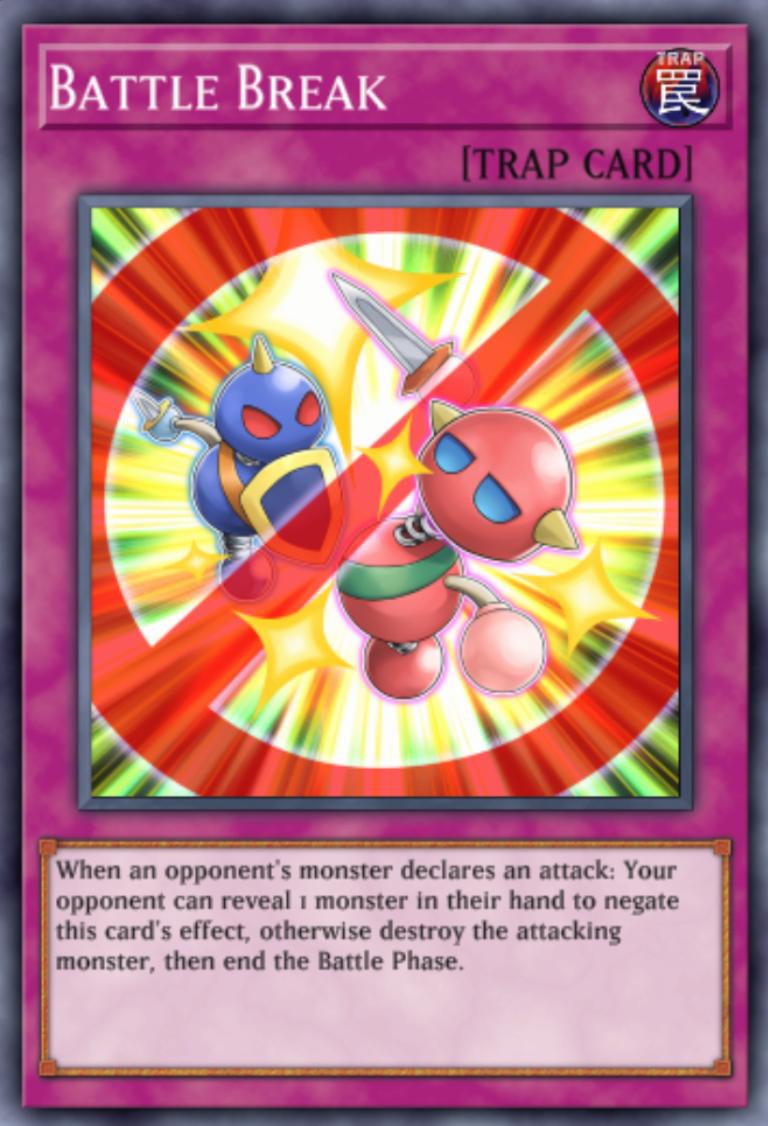 BATTLE BREAK
TRAP
罠
[TRAP CARD]
When an opponent's monster declares an attack: Your
opponent can reveal 1 monster in their hand to negate
this card's effect, otherwise destroy the attacking
monster, then end the Battle Phase.